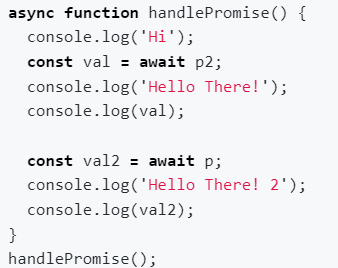 async function handlePromise() {
  console.log('Hi');
  const val = await p2;
  console.log('Hello There!');
  console.log(val);

  const val2 = await p;
  console.log('Hello There! 2');
  console.log(val2);
}
handlePromise();